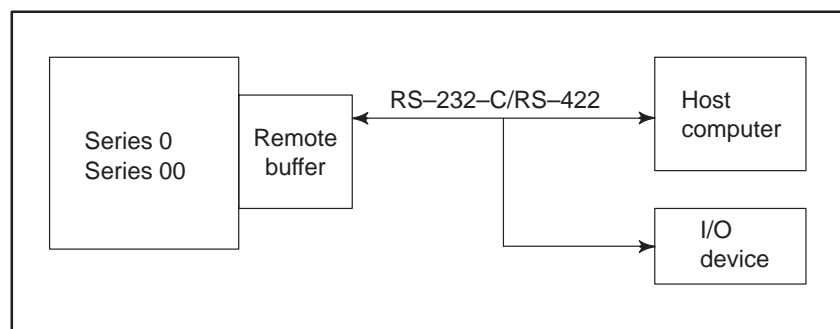 Series 0
Series 00
Remote
buffer
RS–232–C/RS–422
Host
computer
I/O
device